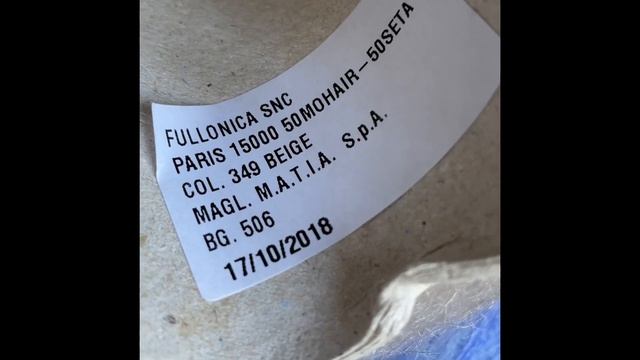 FULLONICA SNC
PARIS 15000 50MOHAIR-50SETA
COL. 349 BEIGE
MAGL. M.A.T.I.A. S.p.A.
BG. 506
17/10/2018